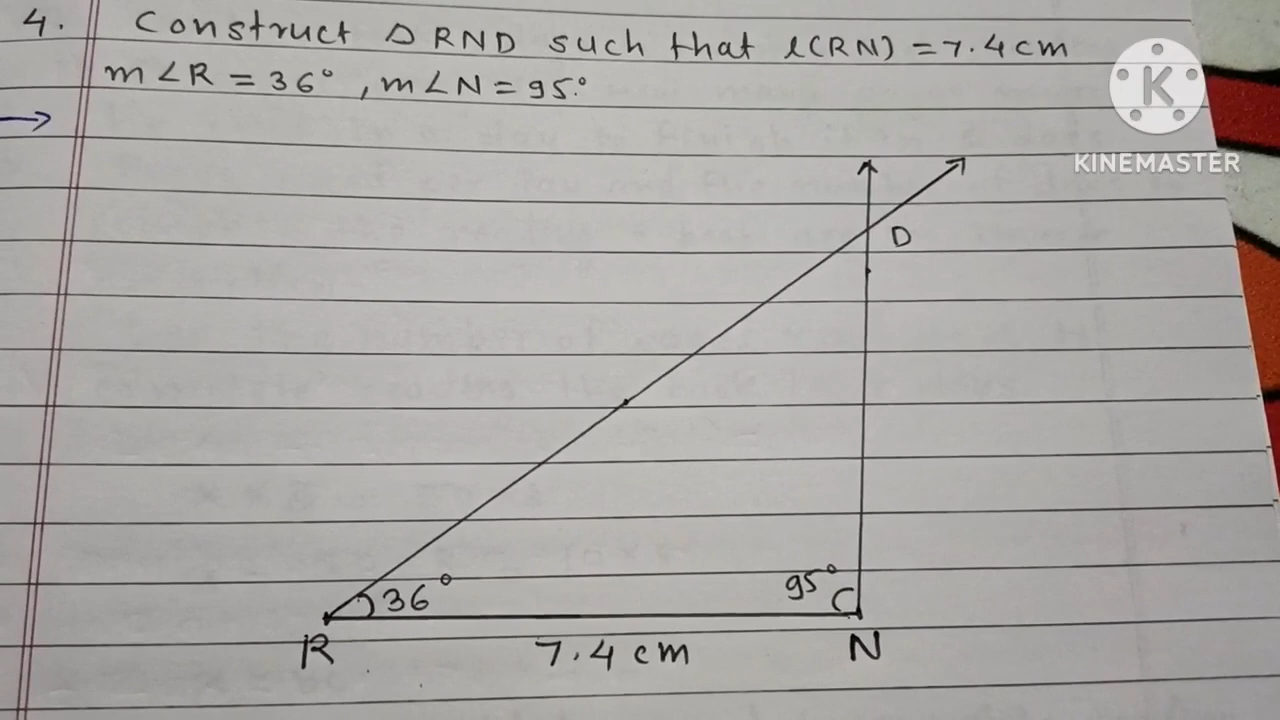 4. Construct Δ RND such that l(RN) = 7.4 cm
m∠R = 36°, m∠N = 95°
K
KINEMASTER
D
36°
95°
R
7.4 cm
N